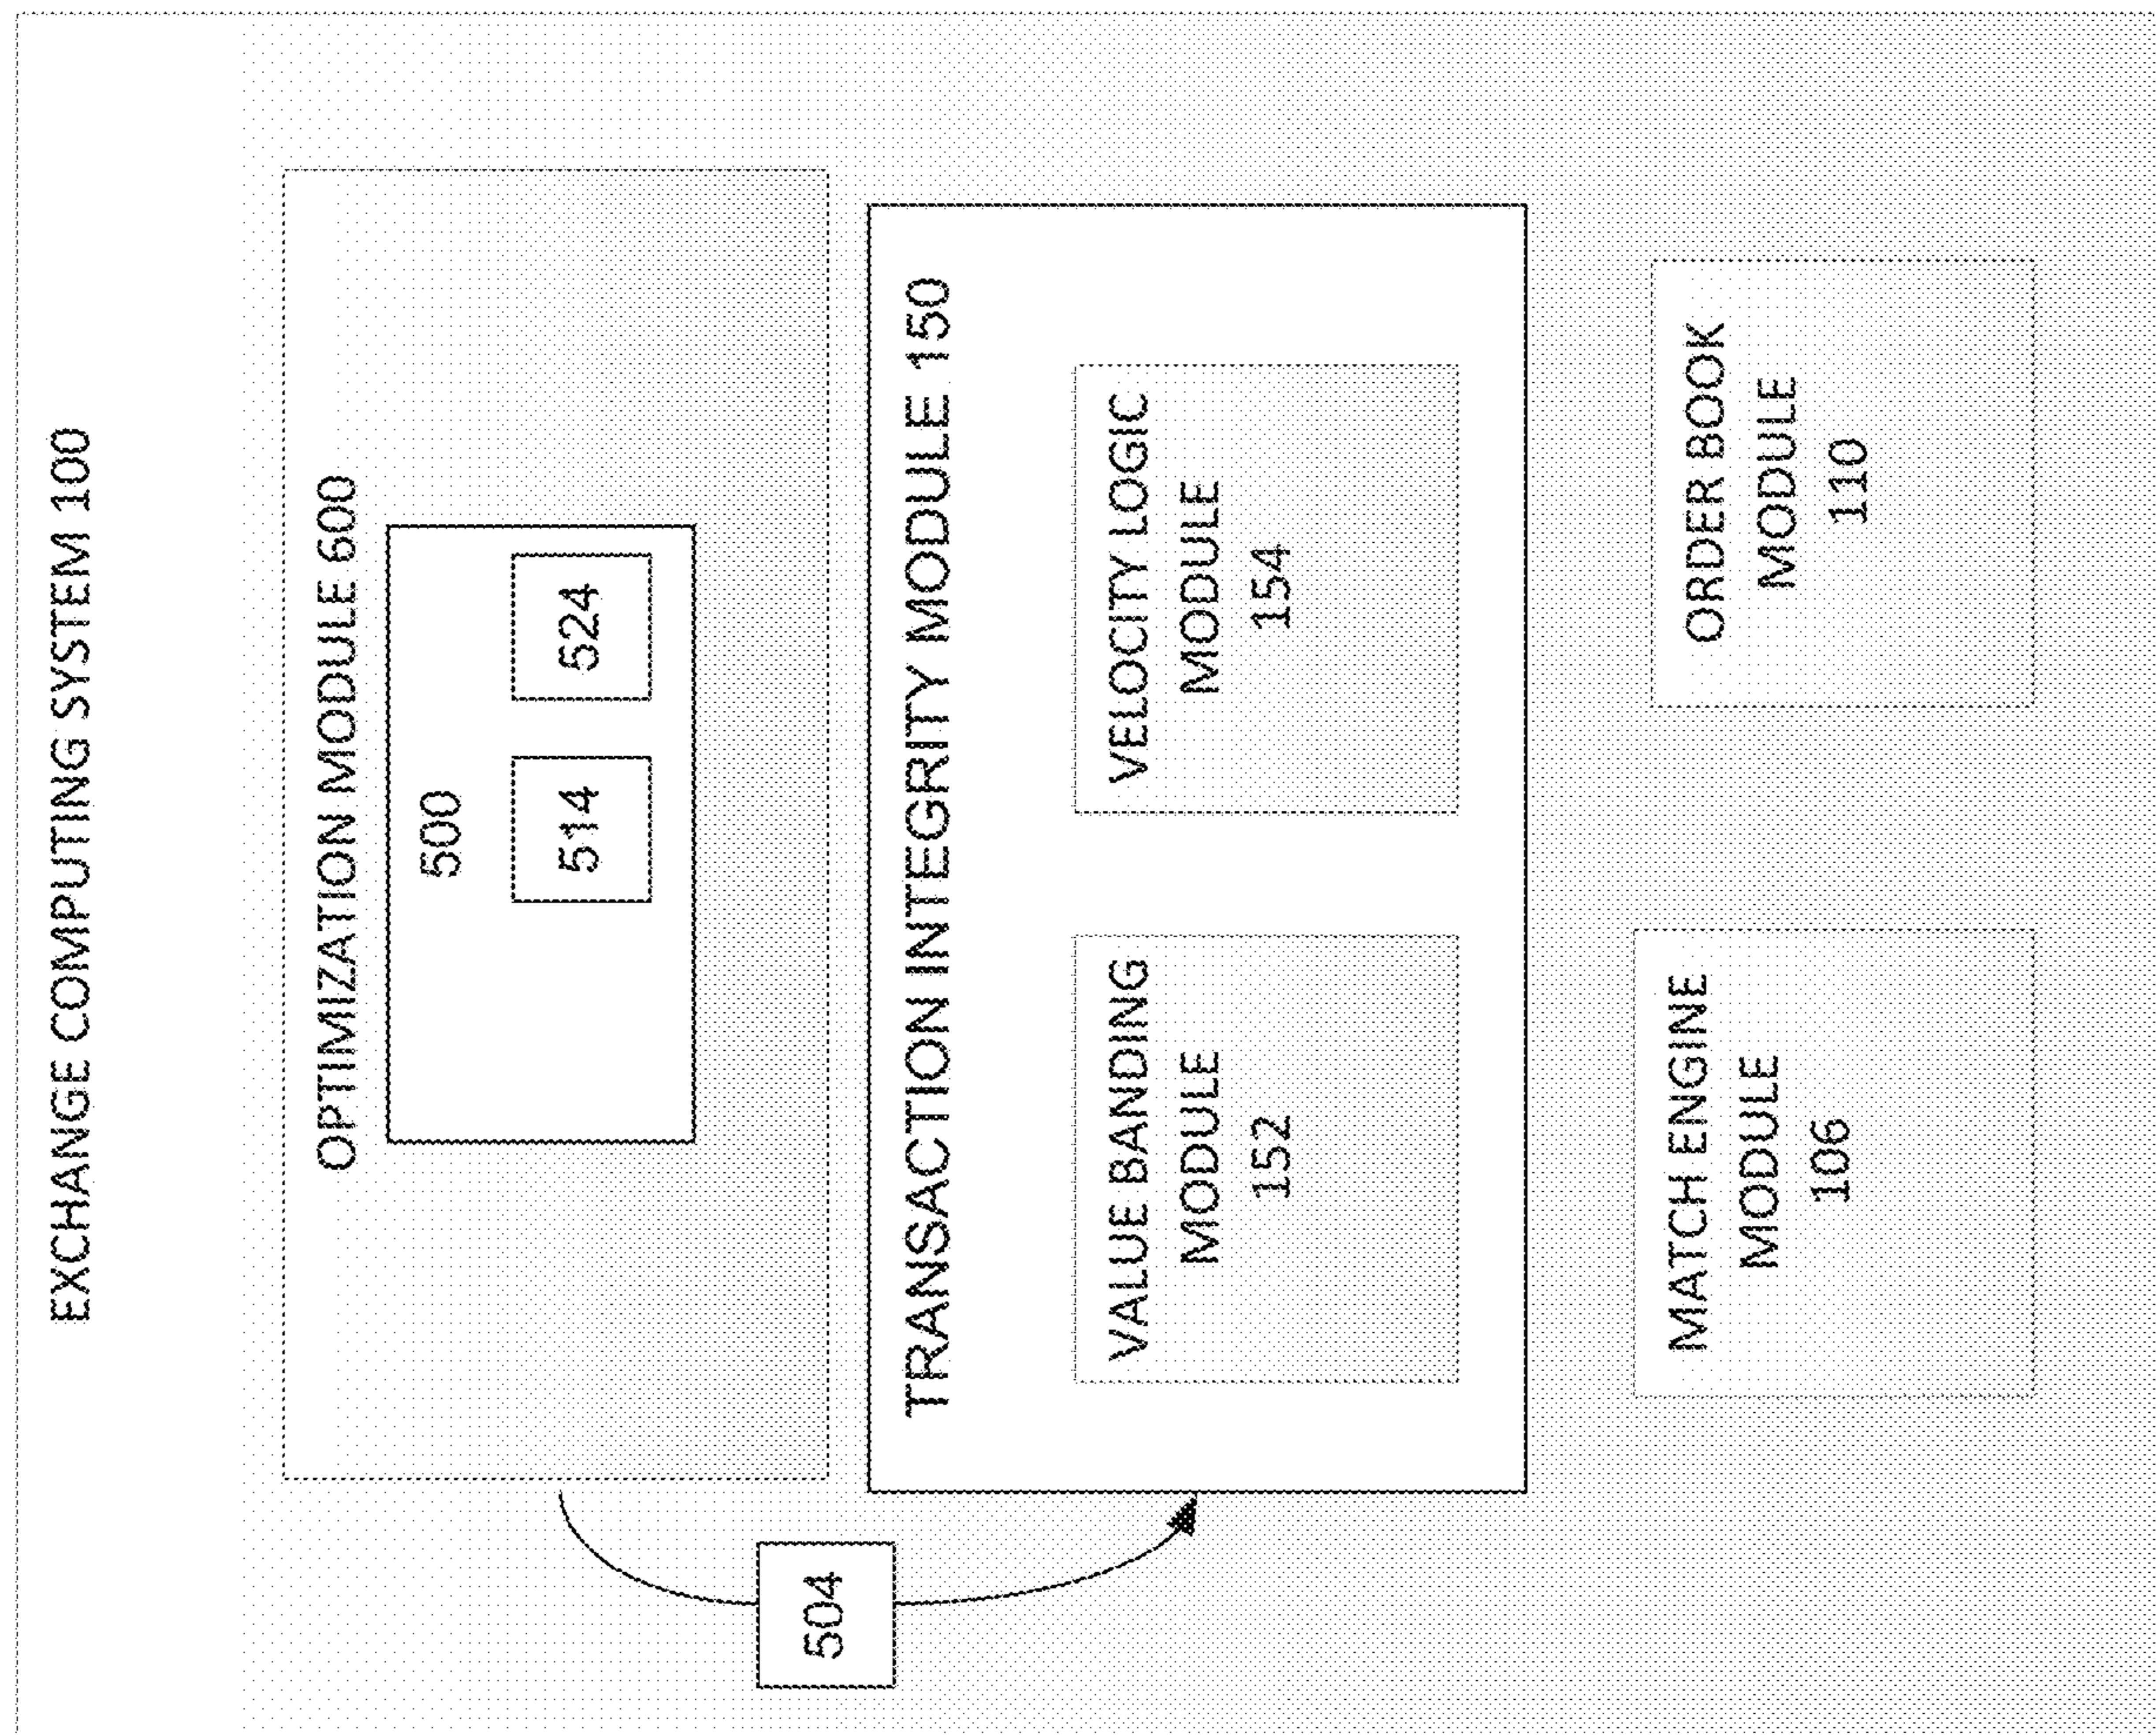 EXCHANGE COMPUTING SYSTEM 100
OPTIMIZATION MODULE 600
500
514
524
504
TRANSACTION INTEGRITY MODULE 150
VALUE BANDING
MODULE
152
VELOCITY LOGIC
MODULE
154
MATCH ENGINE
MODULE
106
ORDER BOOK
MODULE
110